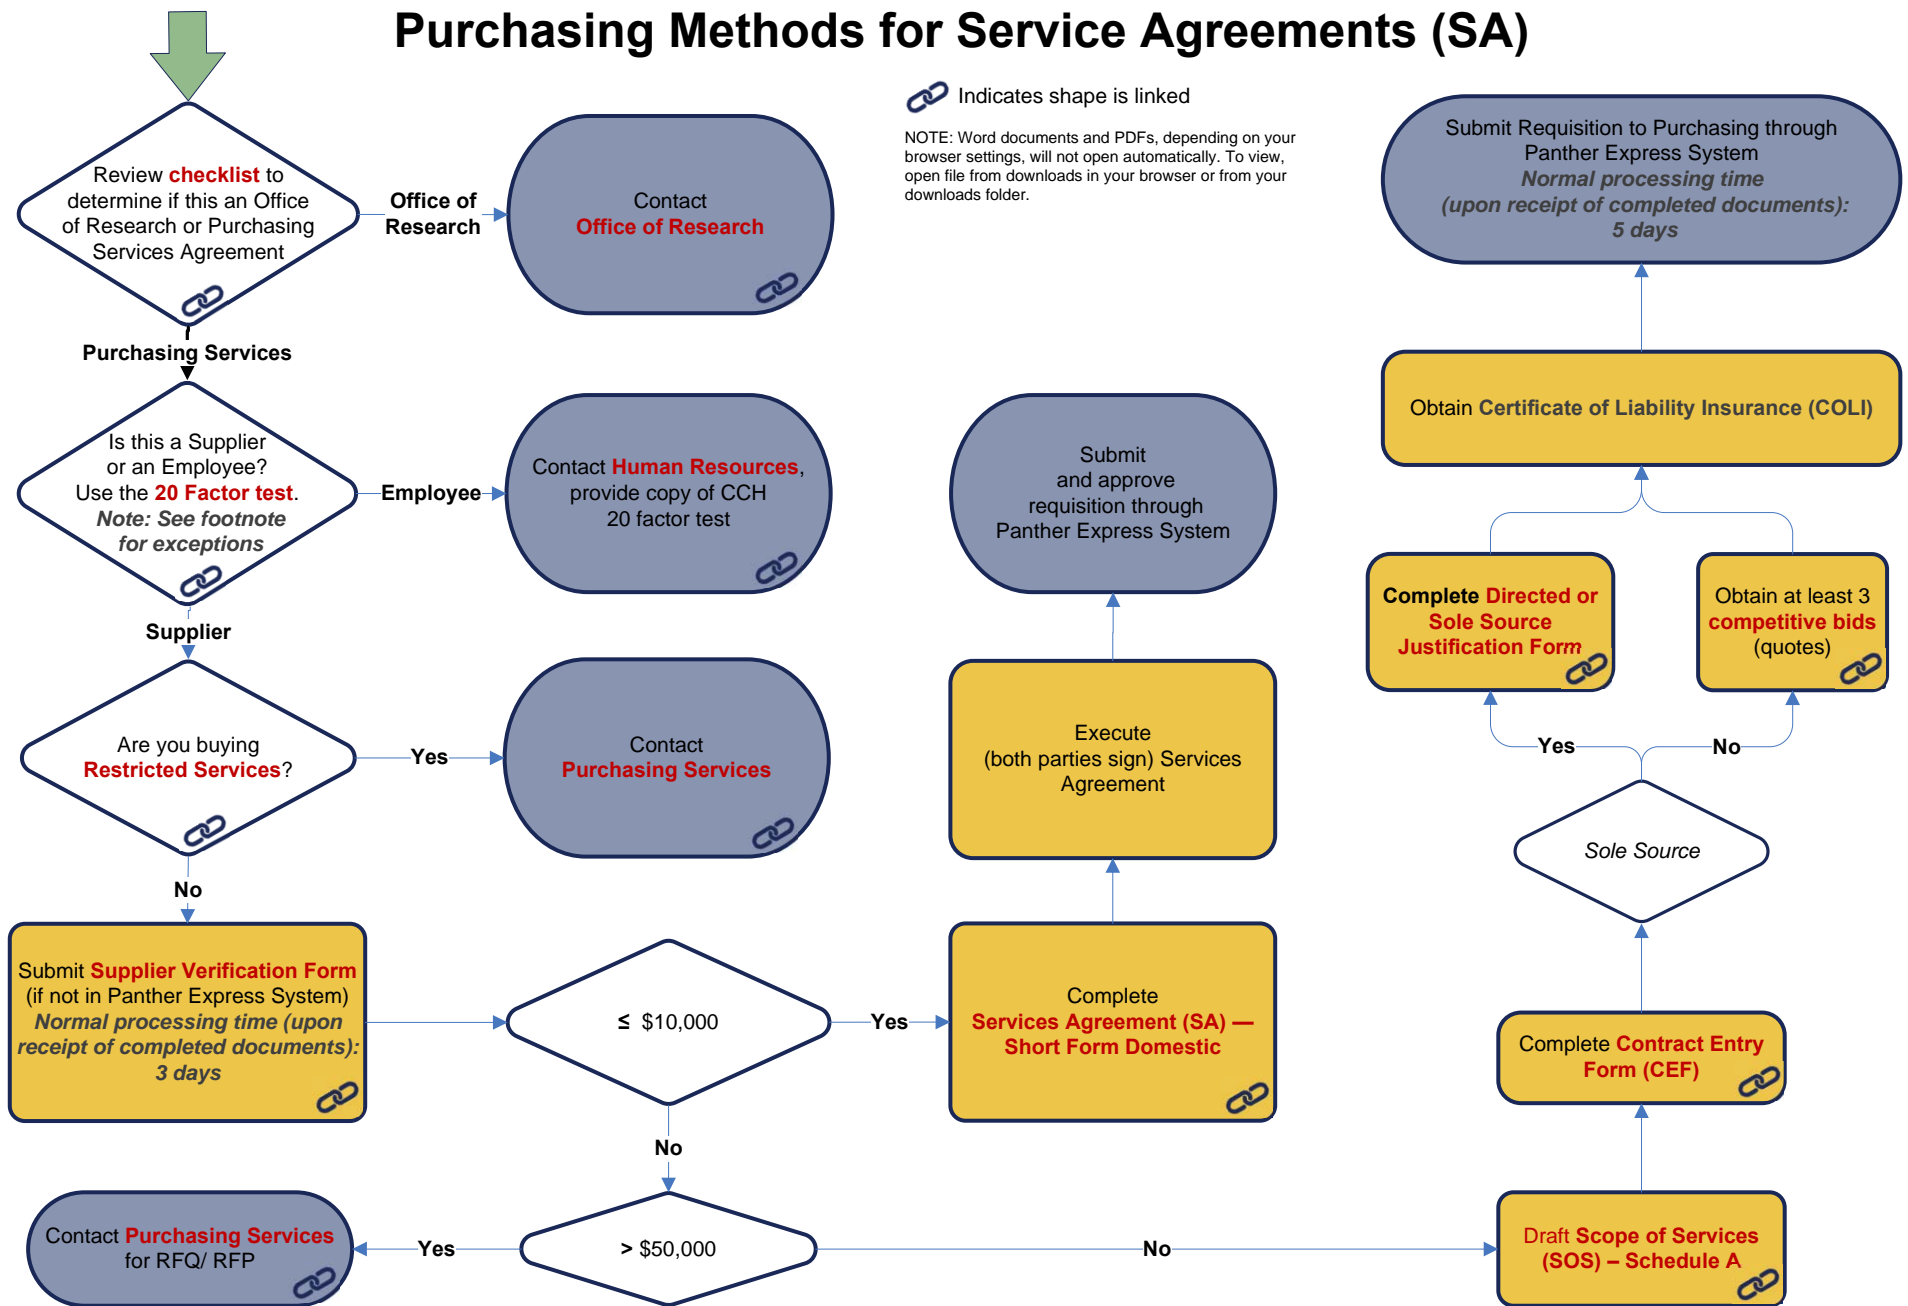 Purchasing Methods for Service Agreements (SA)
Indicates shape is linked
NOTE: Word documents and PDFs, depending on your
browser settings, will not open automatically. To view,
open file from downloads in your browser or from your
downloads folder.
Review checklist to
determine if this an Office
of Research or Purchasing
Services Agreement
Office of
Research
Contact
Office of Research
Purchasing Services
Is this a Supplier
or an Employee?
Use the 20 Factor test.
Note: See footnote
for exceptions
Employee
Contact Human Resources,
provide copy of CCH
20 factor test
Supplier
Are you buying
Restricted Services?
Yes
Contact
Purchasing Services
No
Submit Supplier Verification Form
(if not in Panther Express System)
Normal processing time (upon
receipt of completed documents):
3 days
≤ $10,000
Yes
Complete
Services Agreement (SA) —
Short Form Domestic
Execute
(both parties sign) Services
Agreement
Submit
and approve
requisition through
Panther Express System
No
> $50,000
Yes
Contact Purchasing Services
for RFQ/ RFP
No
Draft Scope of Services
(SOS) – Schedule A
Complete Contract Entry
Form (CEF)
Sole Source
Yes
No
Complete Directed or
Sole Source
Justification Form
Obtain at least 3
competitive bids
(quotes)
Obtain Certificate of Liability Insurance (COLI)
Submit Requisition to Purchasing through
Panther Express System
Normal processing time
(upon receipt of completed documents):
5 days